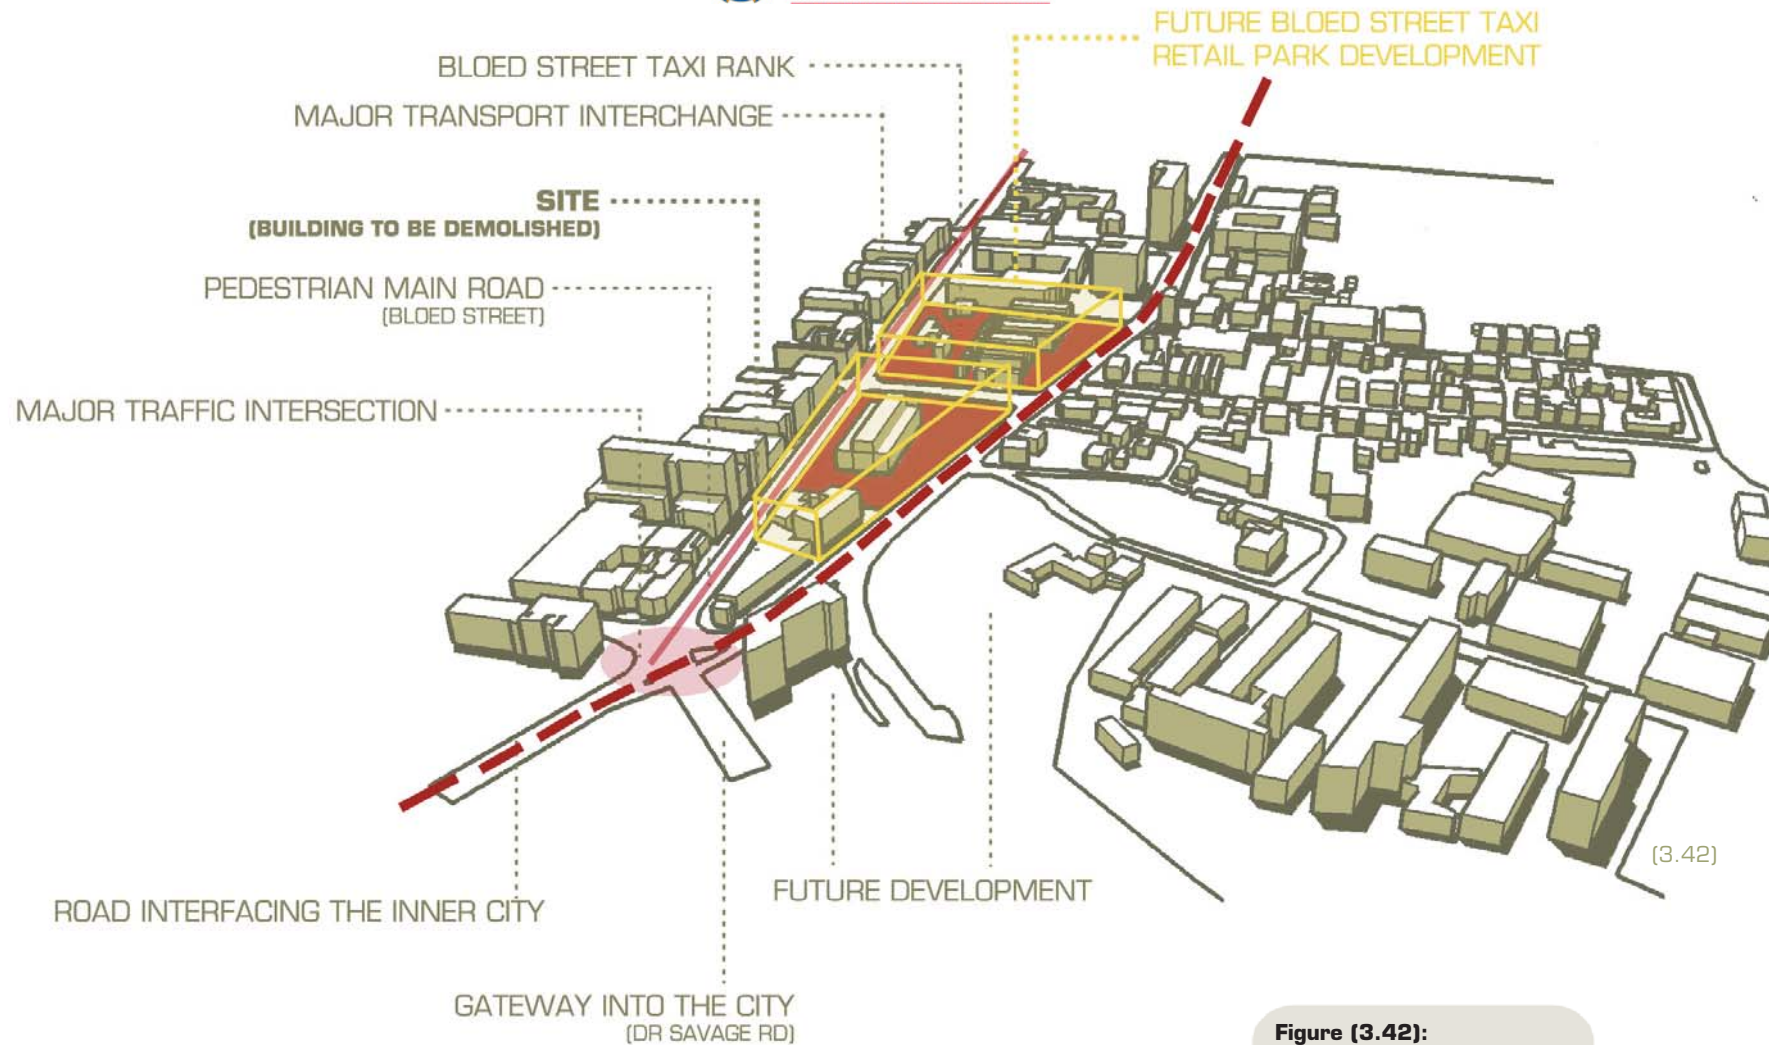 FUTURE BLOED STREET TAXI
RETAIL PARK DEVELOPMENT
BLOED STREET TAXI RANK
MAJOR TRANSPORT INTERCHANGE
SITE
(BUILDING TO BE DEMOLISHED)
PEDESTRIAN MAIN ROAD
(BLOED STREET)
MAJOR TRAFFIC INTERSECTION
(3.42)
FUTURE DEVELOPMENT
ROAD INTERFACING THE INNER CITY
GATEWAY INTO THE CITY
(DR SAVAGE RD)
Figure (3.42):